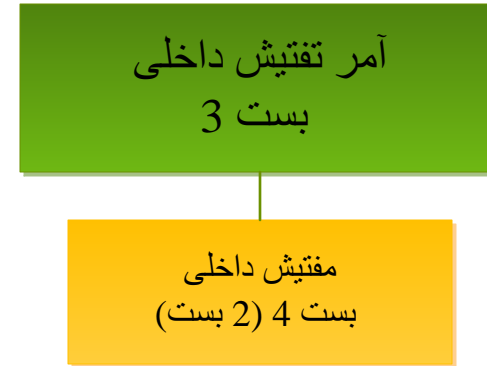 آمر تفتیش داخلی
بست 3
مفتیش داخلی
بست 4 (2 بست)